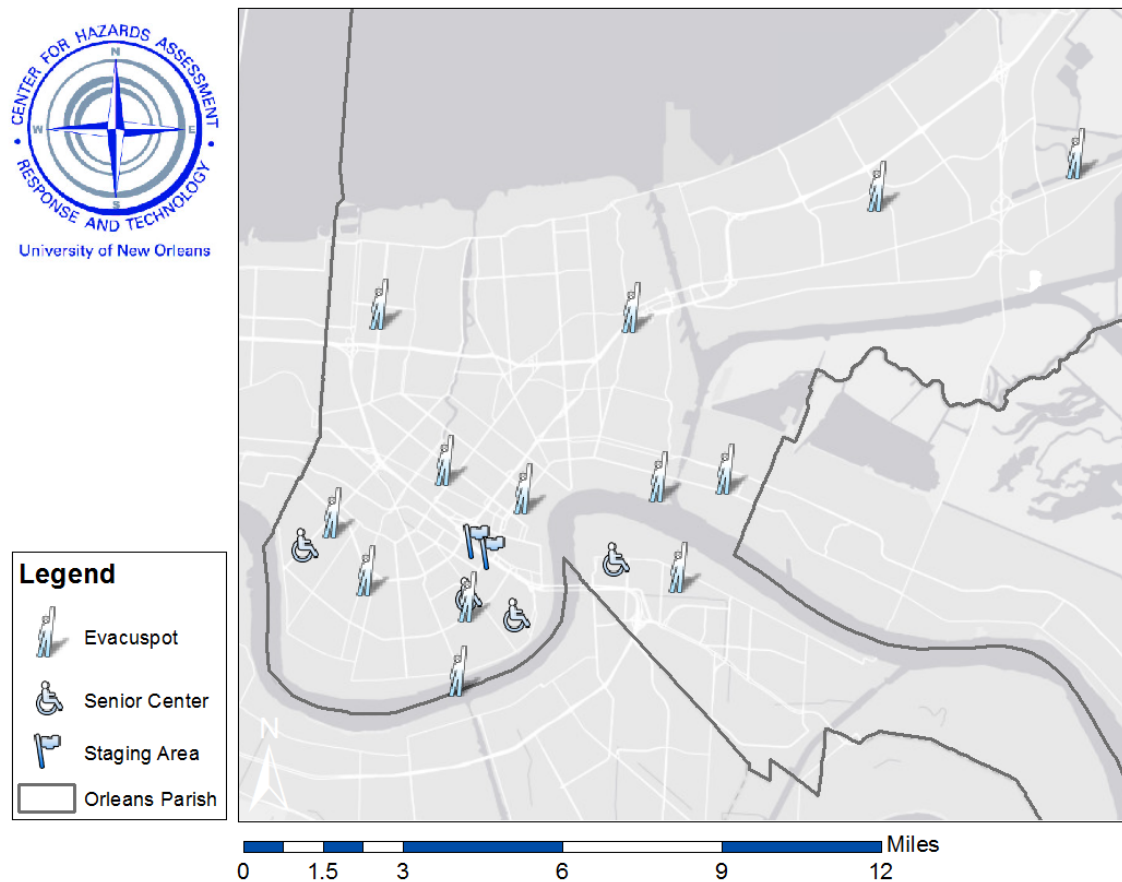 CENTER FOR HAZARDS ASSESSMENT
RESPONSE AND TECHNOLOGY
N
W
E
S
University of New Orleans
Legend
Evacuspot
Senior Center
Staging Area
Orleans Parish
N
0 1.5 3 6 9 12 Miles